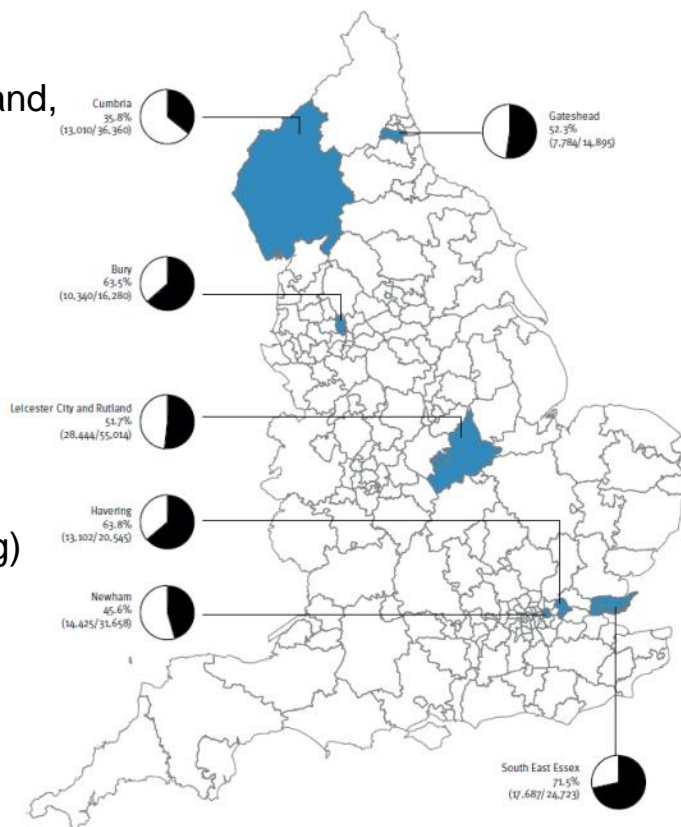 and,
Cumbria
35.8%
(13,010/36,360)
Gateshead
52.3%
(7,784/14,895)
Bury
63.5%
(10,340/16,280)
Leicester City and Rutland
51.7%
(28,444/55,014)
Havering
63.8%
(13,102/20,545)
g)
Newham
45.6%
(14,425/31,658)
South East Essex
71.5%
(17,687/24,723)